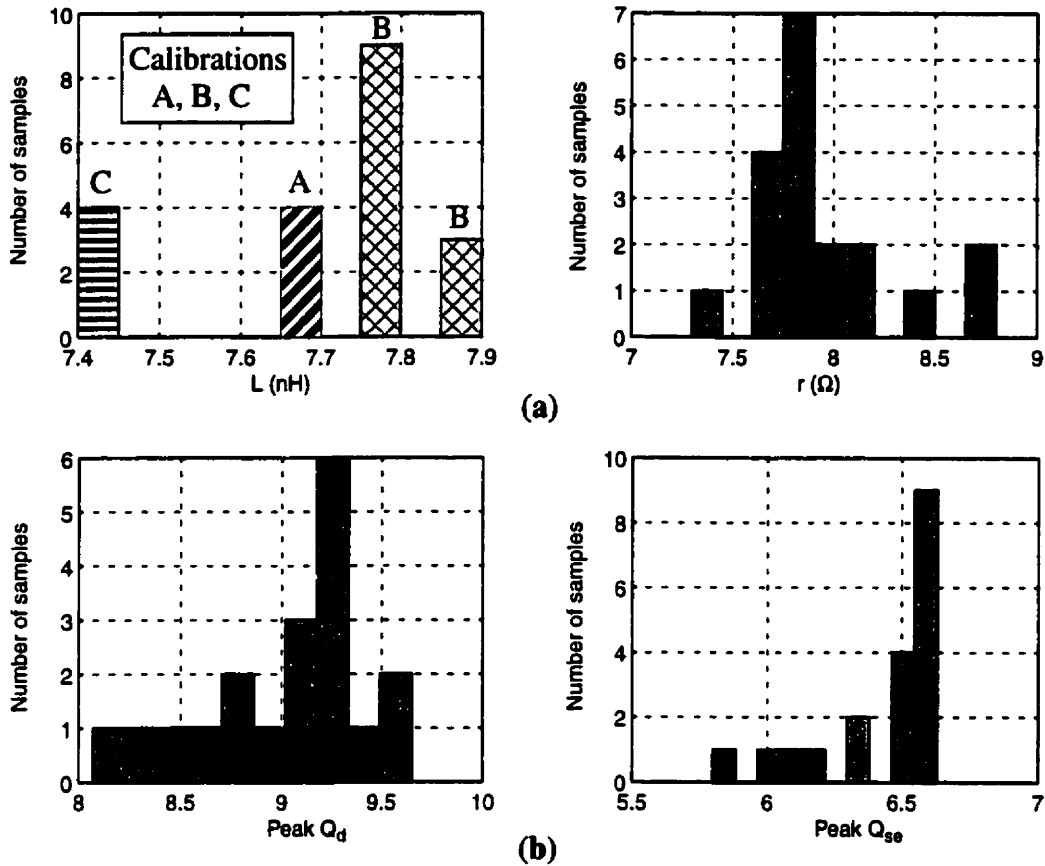 Number of samples
10
8
6
4
2
0
Calibrations
A, B, C
C
A
B
B
7.4 7.5 7.6 7.7 7.8 7.9
L (nH)
Number of samples
7
6
5
4
3
2
1
0
7 7.5 8 8.5 9
r (Ω)
(a)
Number of samples
6
5
4
3
2
1
0
8 8.5 9 9.5 10
Peak Qd
Number of samples
10
8
6
4
2
0
5.5 6 6.5 7
Peak Qse
(b)